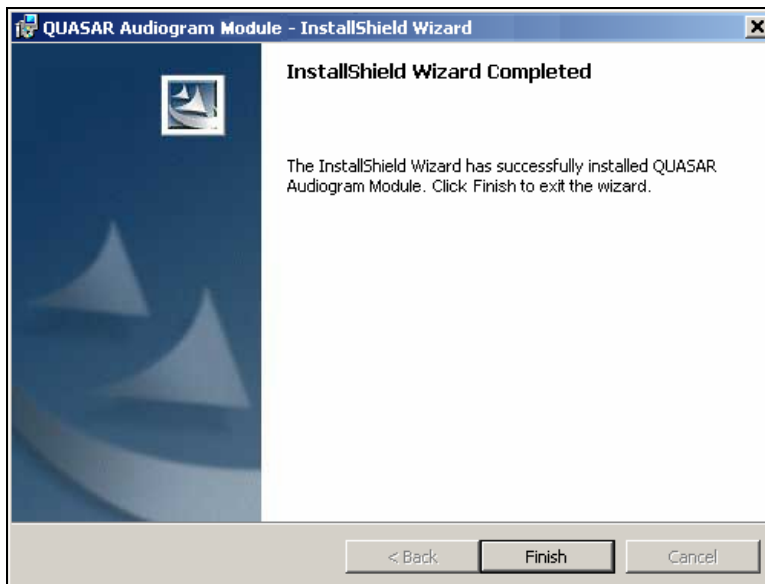 QUASAR Audiogram Module - InstallShield Wizard
InstallShield Wizard Completed
The InstallShield Wizard has successfully installed QUASAR
Audiogram Module. Click Finish to exit the wizard.
< Back
Finish
Cancel